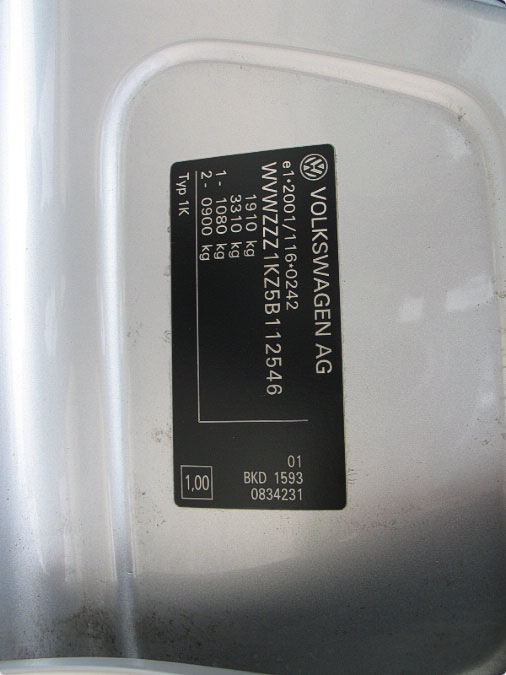 VOLKSWAGEN AG
e1*2001/116*0242
WVWZZZ1KZ5B112546
1910 kg
3310 kg
1 - 1080 kg
2 - 0900 kg
Typ 1K
01
BKD 1593
0834231
1,00